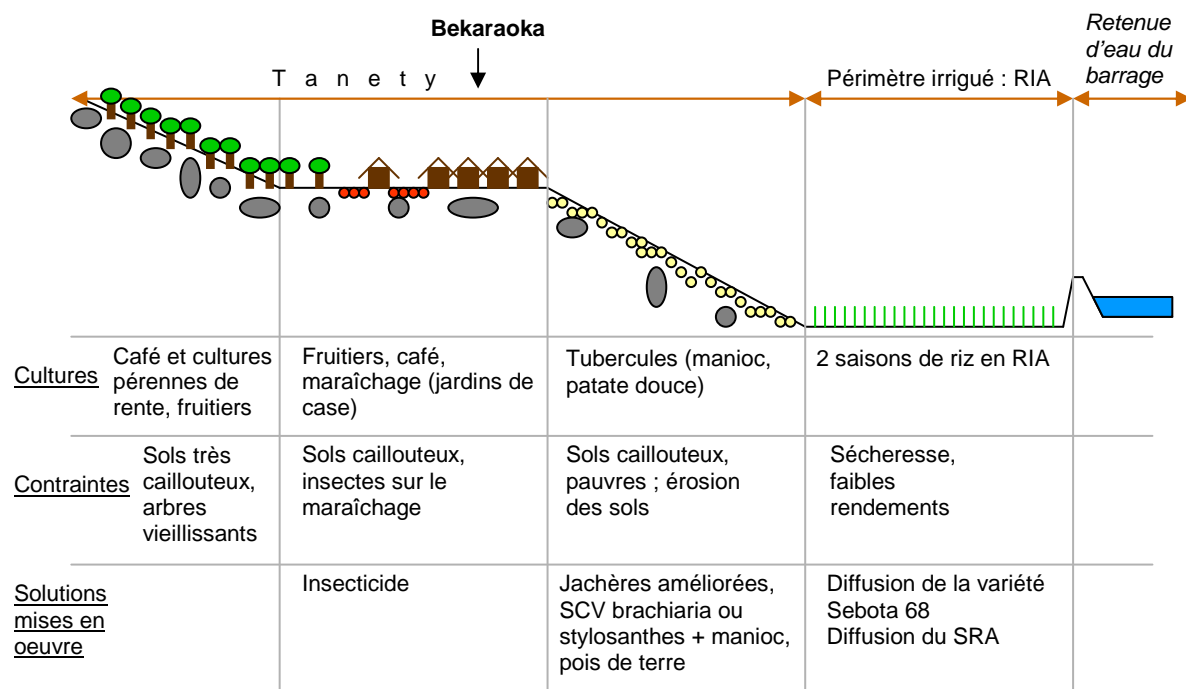 Bekaraoka
Retenue
d'eau du
barrage
T a n e t y
Périmètre irrigué : RIA
Cultures
Café et cultures
pérennes de
rente, fruitiers
Fruitiers, café,
maraîchage (jardins de
case)
Tubercules (manioc,
patate douce)
2 saisons de riz en RIA
Contraintes
Sols très
caillouteux,
arbres
vieillissants
Sols caillouteux,
insectes sur le
maraîchage
Sols caillouteux,
pauvres ; érosion
des sols
Sécheresse,
faibles
rendements
Solutions
mises en
oeuvre
Insecticide
Jachères améliorées,
SCV brachiaria ou
stylosanthes + manioc,
pois de terre
Diffusion de la variété
Sebota 68
Diffusion du SRA